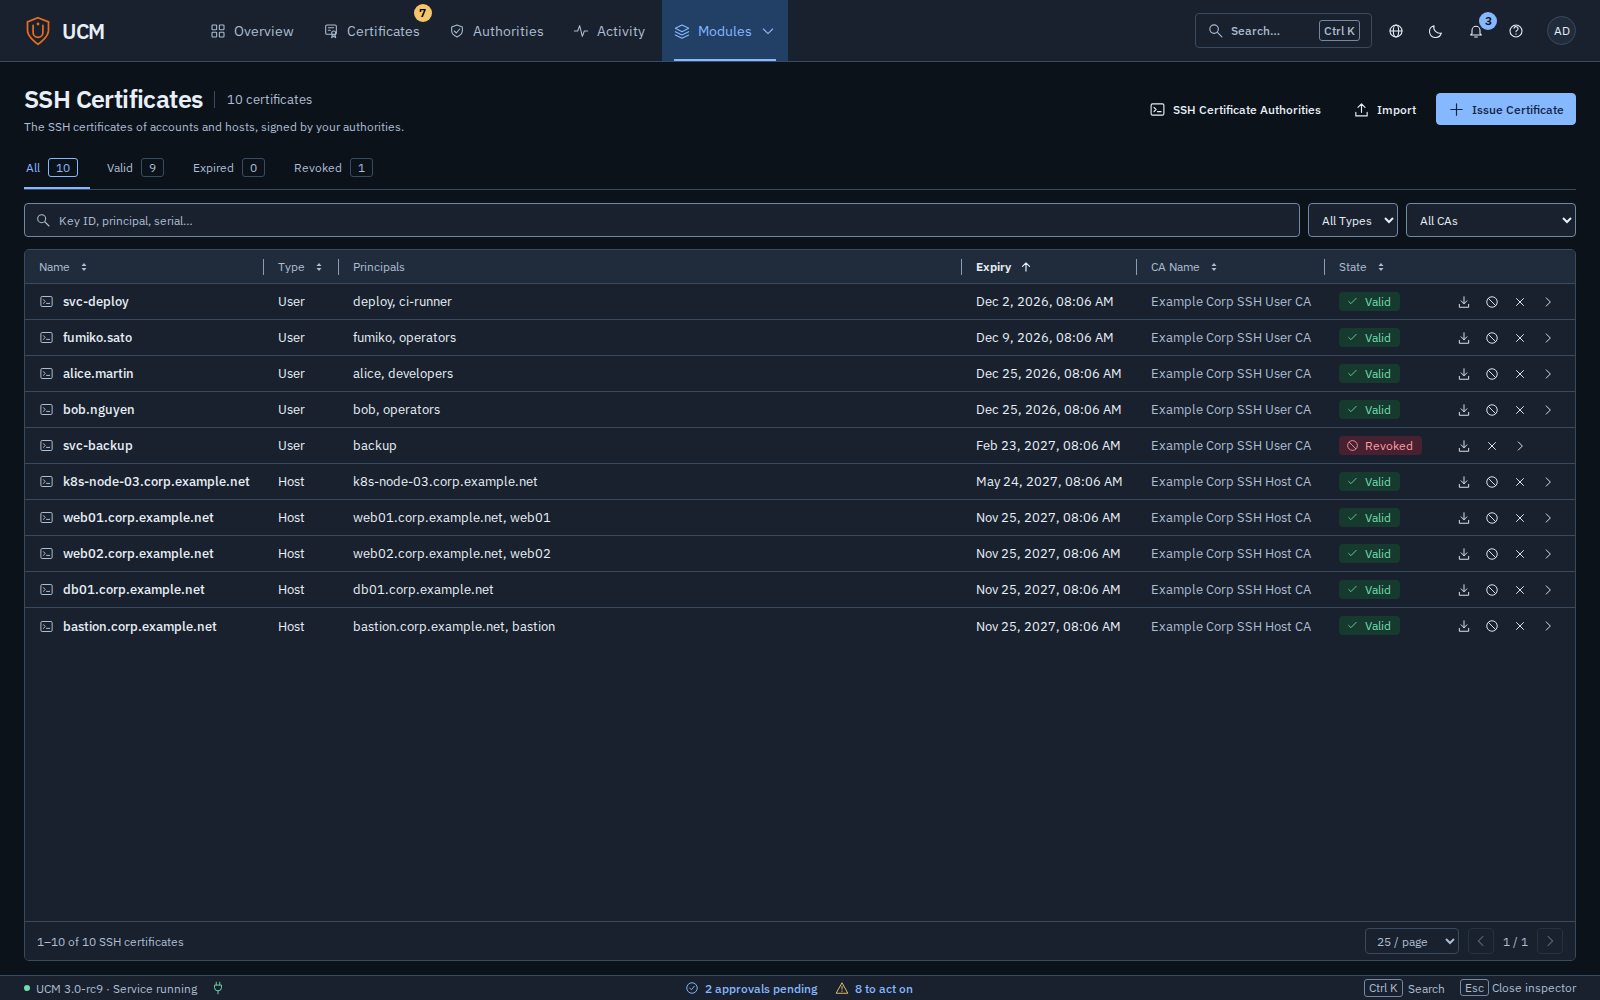 UCM
Overview
Certificates
7
Authorities
Activity
Modules
Search...
Ctrl K
3
AD
SSH Certificates
10 certificates
The SSH certificates of accounts and hosts, signed by your authorities.
SSH Certificate Authorities
Import
Issue Certificate
All 10
Valid 9
Expired 0
Revoked 1
Key ID, principal, serial...
All Types
All CAs
Name Type Principals Expiry CA Name State
svc-deploy User deploy, ci-runner Dec 2, 2026, 08:06 AM Example Corp SSH User CA Valid
fumiko.sato User fumiko, operators Dec 9, 2026, 08:06 AM Example Corp SSH User CA Valid
alice.martin User alice, developers Dec 25, 2026, 08:06 AM Example Corp SSH User CA Valid
bob.nguyen User bob, operators Dec 25, 2026, 08:06 AM Example Corp SSH User CA Valid
svc-backup User backup Feb 23, 2027, 08:06 AM Example Corp SSH User CA Revoked
k8s-node-03.corp.example.net Host k8s-node-03.corp.example.net May 24, 2027, 08:06 AM Example Corp SSH Host CA Valid
web01.corp.example.net Host web01.corp.example.net, web01 Nov 25, 2027, 08:06 AM Example Corp SSH Host CA Valid
web02.corp.example.net Host web02.corp.example.net, web02 Nov 25, 2027, 08:06 AM Example Corp SSH Host CA Valid
db01.corp.example.net Host db01.corp.example.net Nov 25, 2027, 08:06 AM Example Corp SSH Host CA Valid
bastion.corp.example.net Host bastion.corp.example.net, bastion Nov 25, 2027, 08:06 AM Example Corp SSH Host CA Valid
1–10 of 10 SSH certificates
25 / page
1 / 1
UCM 3.0-rc9 · Service running
2 approvals pending
8 to act on
Ctrl K Search
Esc Close inspector